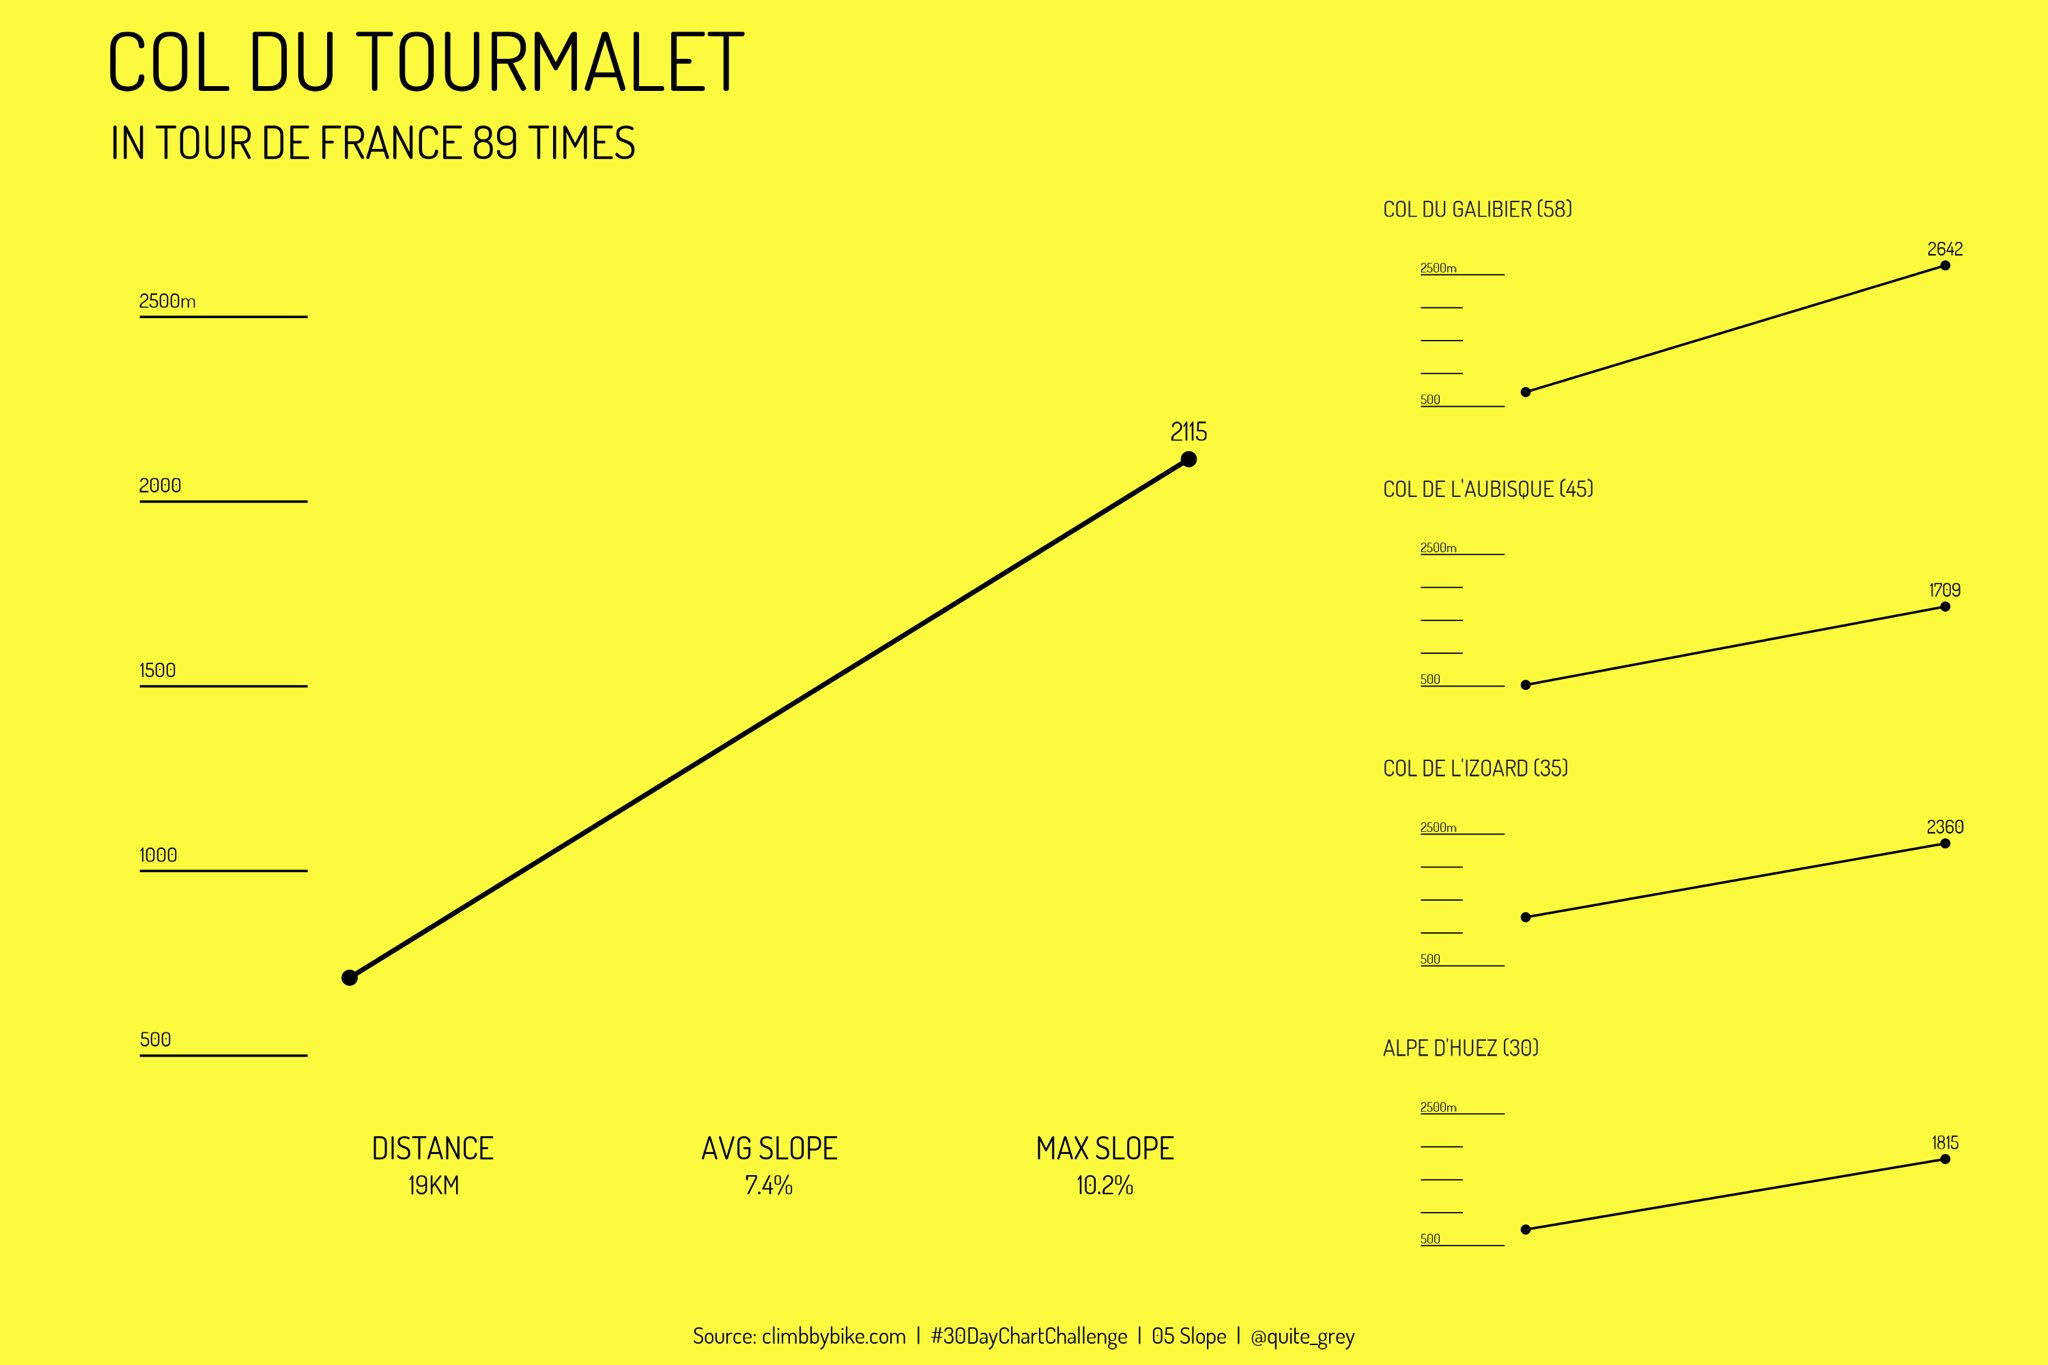 COL DU TOURMALET
IN TOUR DE FRANCE 89 TIMES
2500m
2000
1500
1000
500
2115
DISTANCE
19KM
AVG SLOPE
7.4%
MAX SLOPE
10.2%
COL DU GALIBIER (58)
2500m
500
2642
COL DE L'AUBISQUE (45)
2500m
500
1709
COL DE L'IZOARD (35)
2500m
500
2360
ALPE D'HUEZ (30)
2500m
500
1815
Source: climbbybike.com | #30DayChartChallenge | 05 Slope | @quite_grey